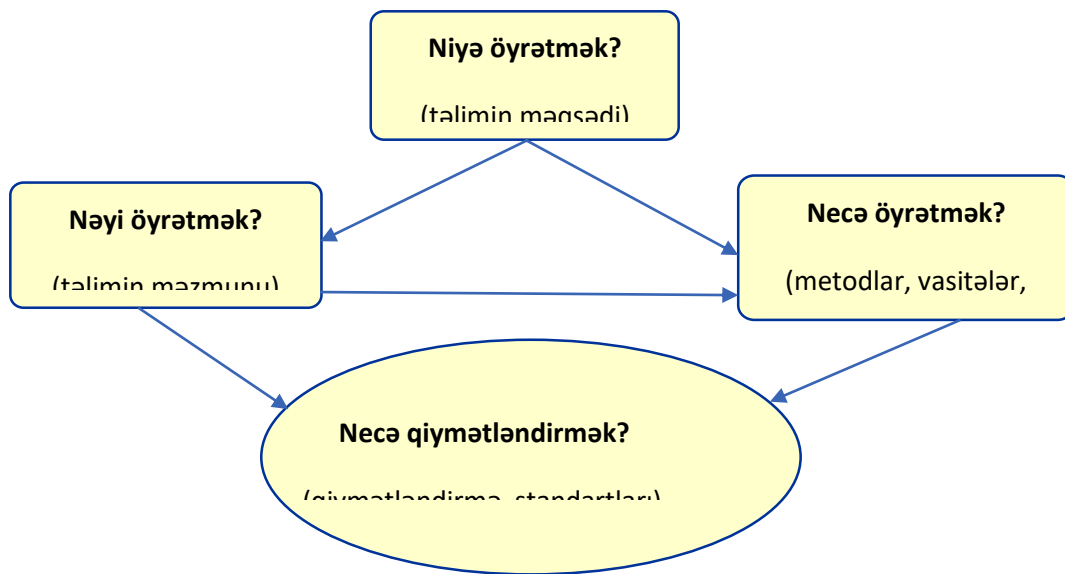 Niyə öyrətmək?
(təlimin məqsədi)
Nəyi öyrətmək?
(təlimin məzmunu)
Necə öyrətmək?
(metodlar, vasitələr,
Necə qiymətləndirmək?
(qiymətləndirmə standartları)